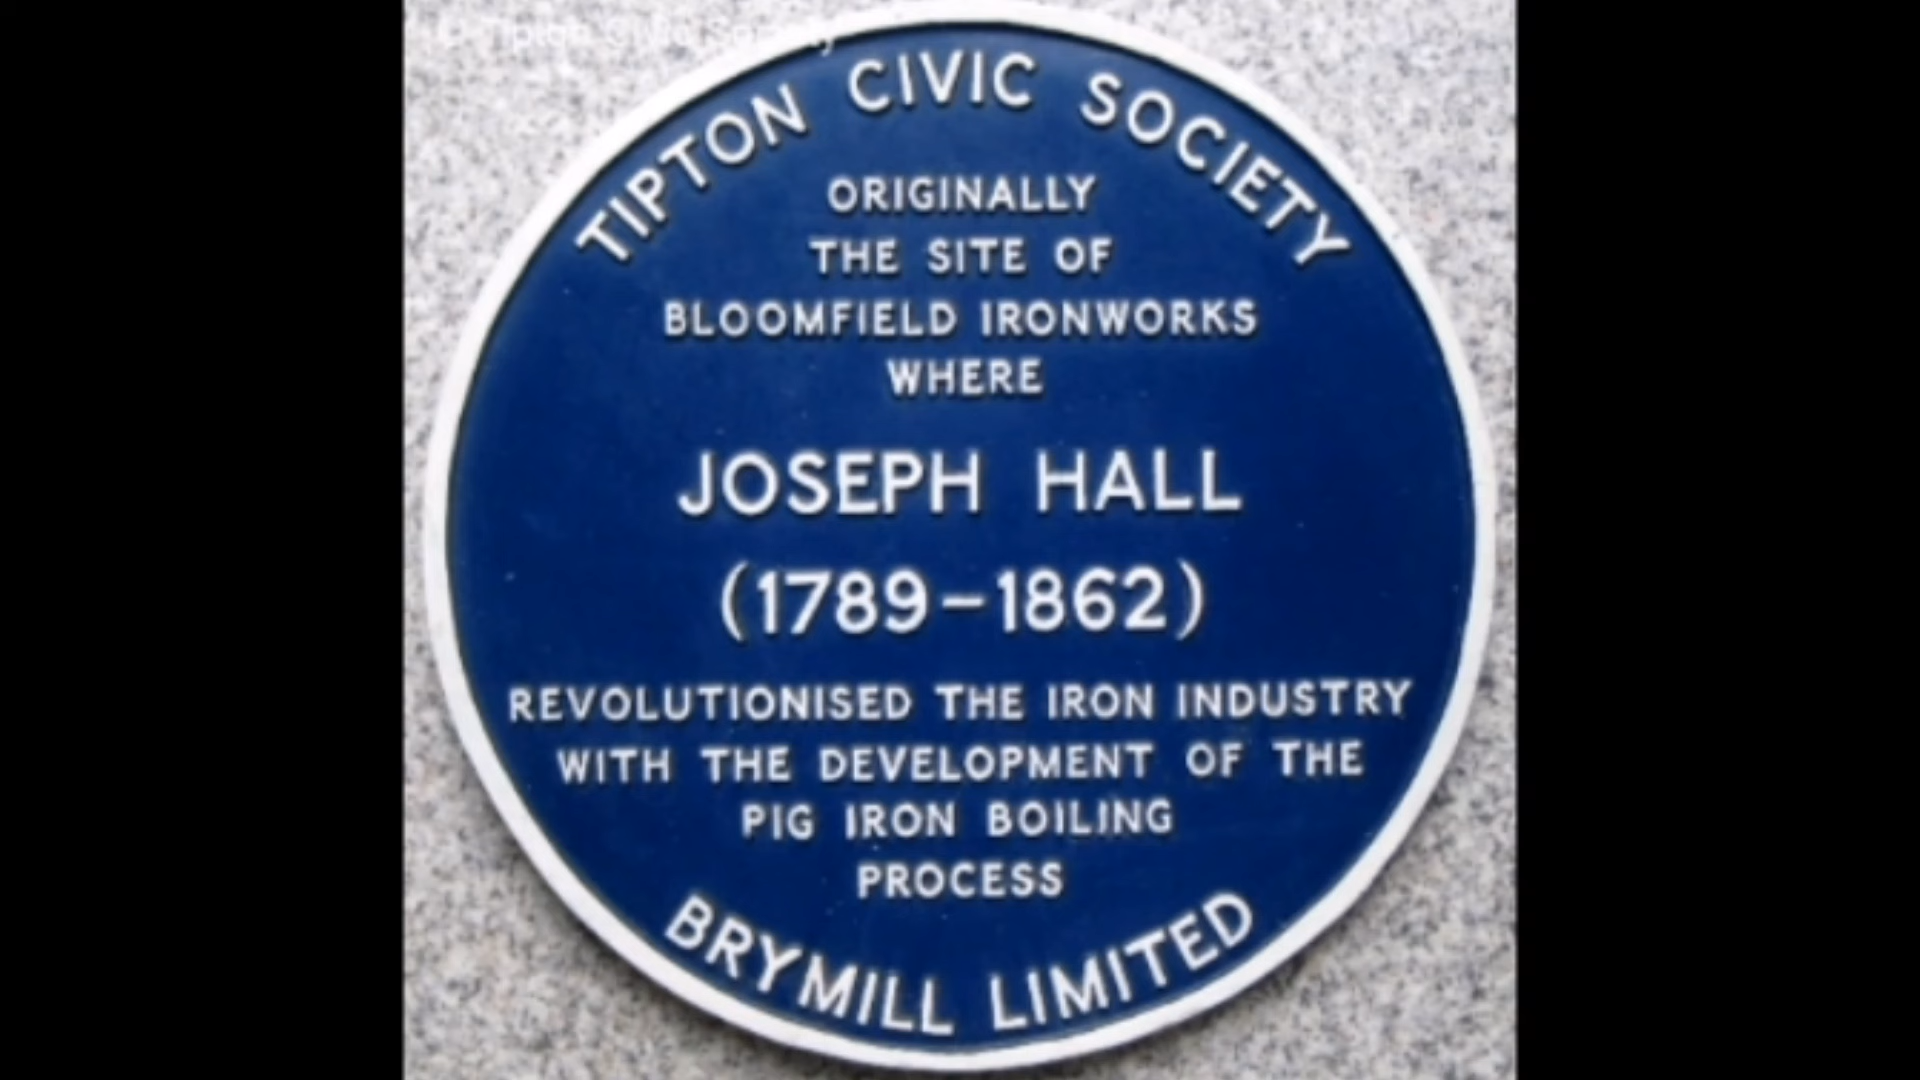 TIPTON CIVIC SOCIETY
ORIGINALLY
THE SITE OF
BLOOMFIELD IRONWORKS
WHERE
JOSEPH HALL
(1789-1862)
REVOLUTIONISED THE IRON INDUSTRY
WITH THE DEVELOPMENT OF THE
PIG IRON BOILING
PROCESS
BRYMILL LIMITED